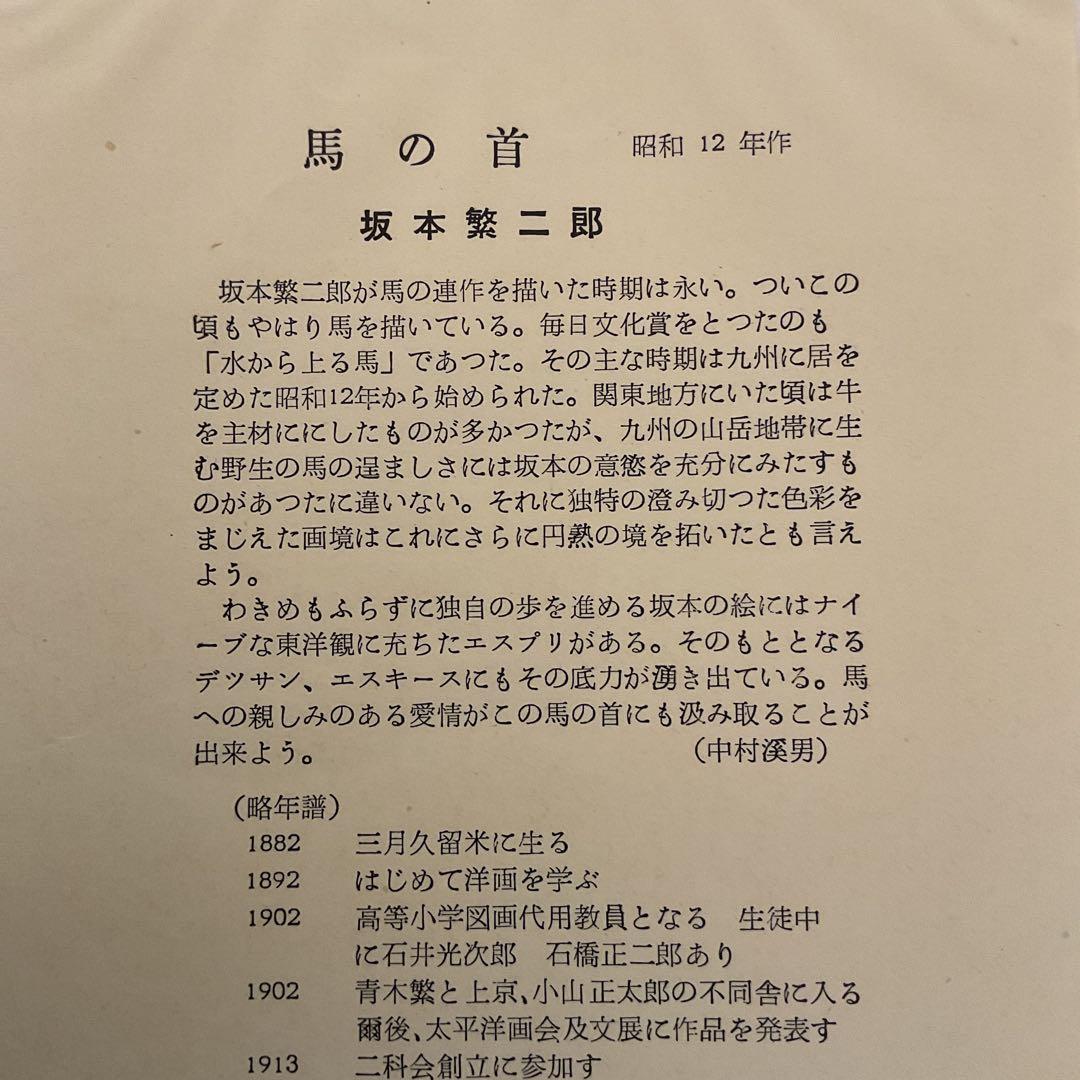 馬の首　昭和 12 年作
坂本繁二郎
坂本繁二郎が馬の連作を描いた時期は永い。ついこの
頃もやはり馬を描いている。毎日文化賞をとつたのも
「水から上る馬」であつた。その主な時期は九州に居を
定めた昭和12年から始められた。関東地方にいた頃は牛
を主材ににしたものが多かつたが、九州の山岳地帯に生
む野生の馬の逞ましさには坂本の意慾を充分にみたすも
のがあつたに違いない。それに独特の澄み切つた色彩を
まじえた画境はこれにさらに円熟の境を拓いたとも言え
よう。
わきめもふらずに独自の歩を進める坂本の絵にはナイ
ーブな東洋観に充ちたエスプリがある。そのもととなる
デツサン、エスキースにもその底力が湧き出ている。馬
への親しみのある愛情がこの馬の首にも汲み取ることが
出来よう。　（中村溪男）
（略年譜）
1882　三月久留米に生る
1892　はじめて洋画を学ぶ
1902　高等小学図画代用教員となる　生徒中
に石井光次郎　石橋正二郎あり
1902　青木繁と上京、小山正太郎の不同舎に入る
爾後、太平洋画会及文展に作品を発表す
1913　二科会創立に参加す